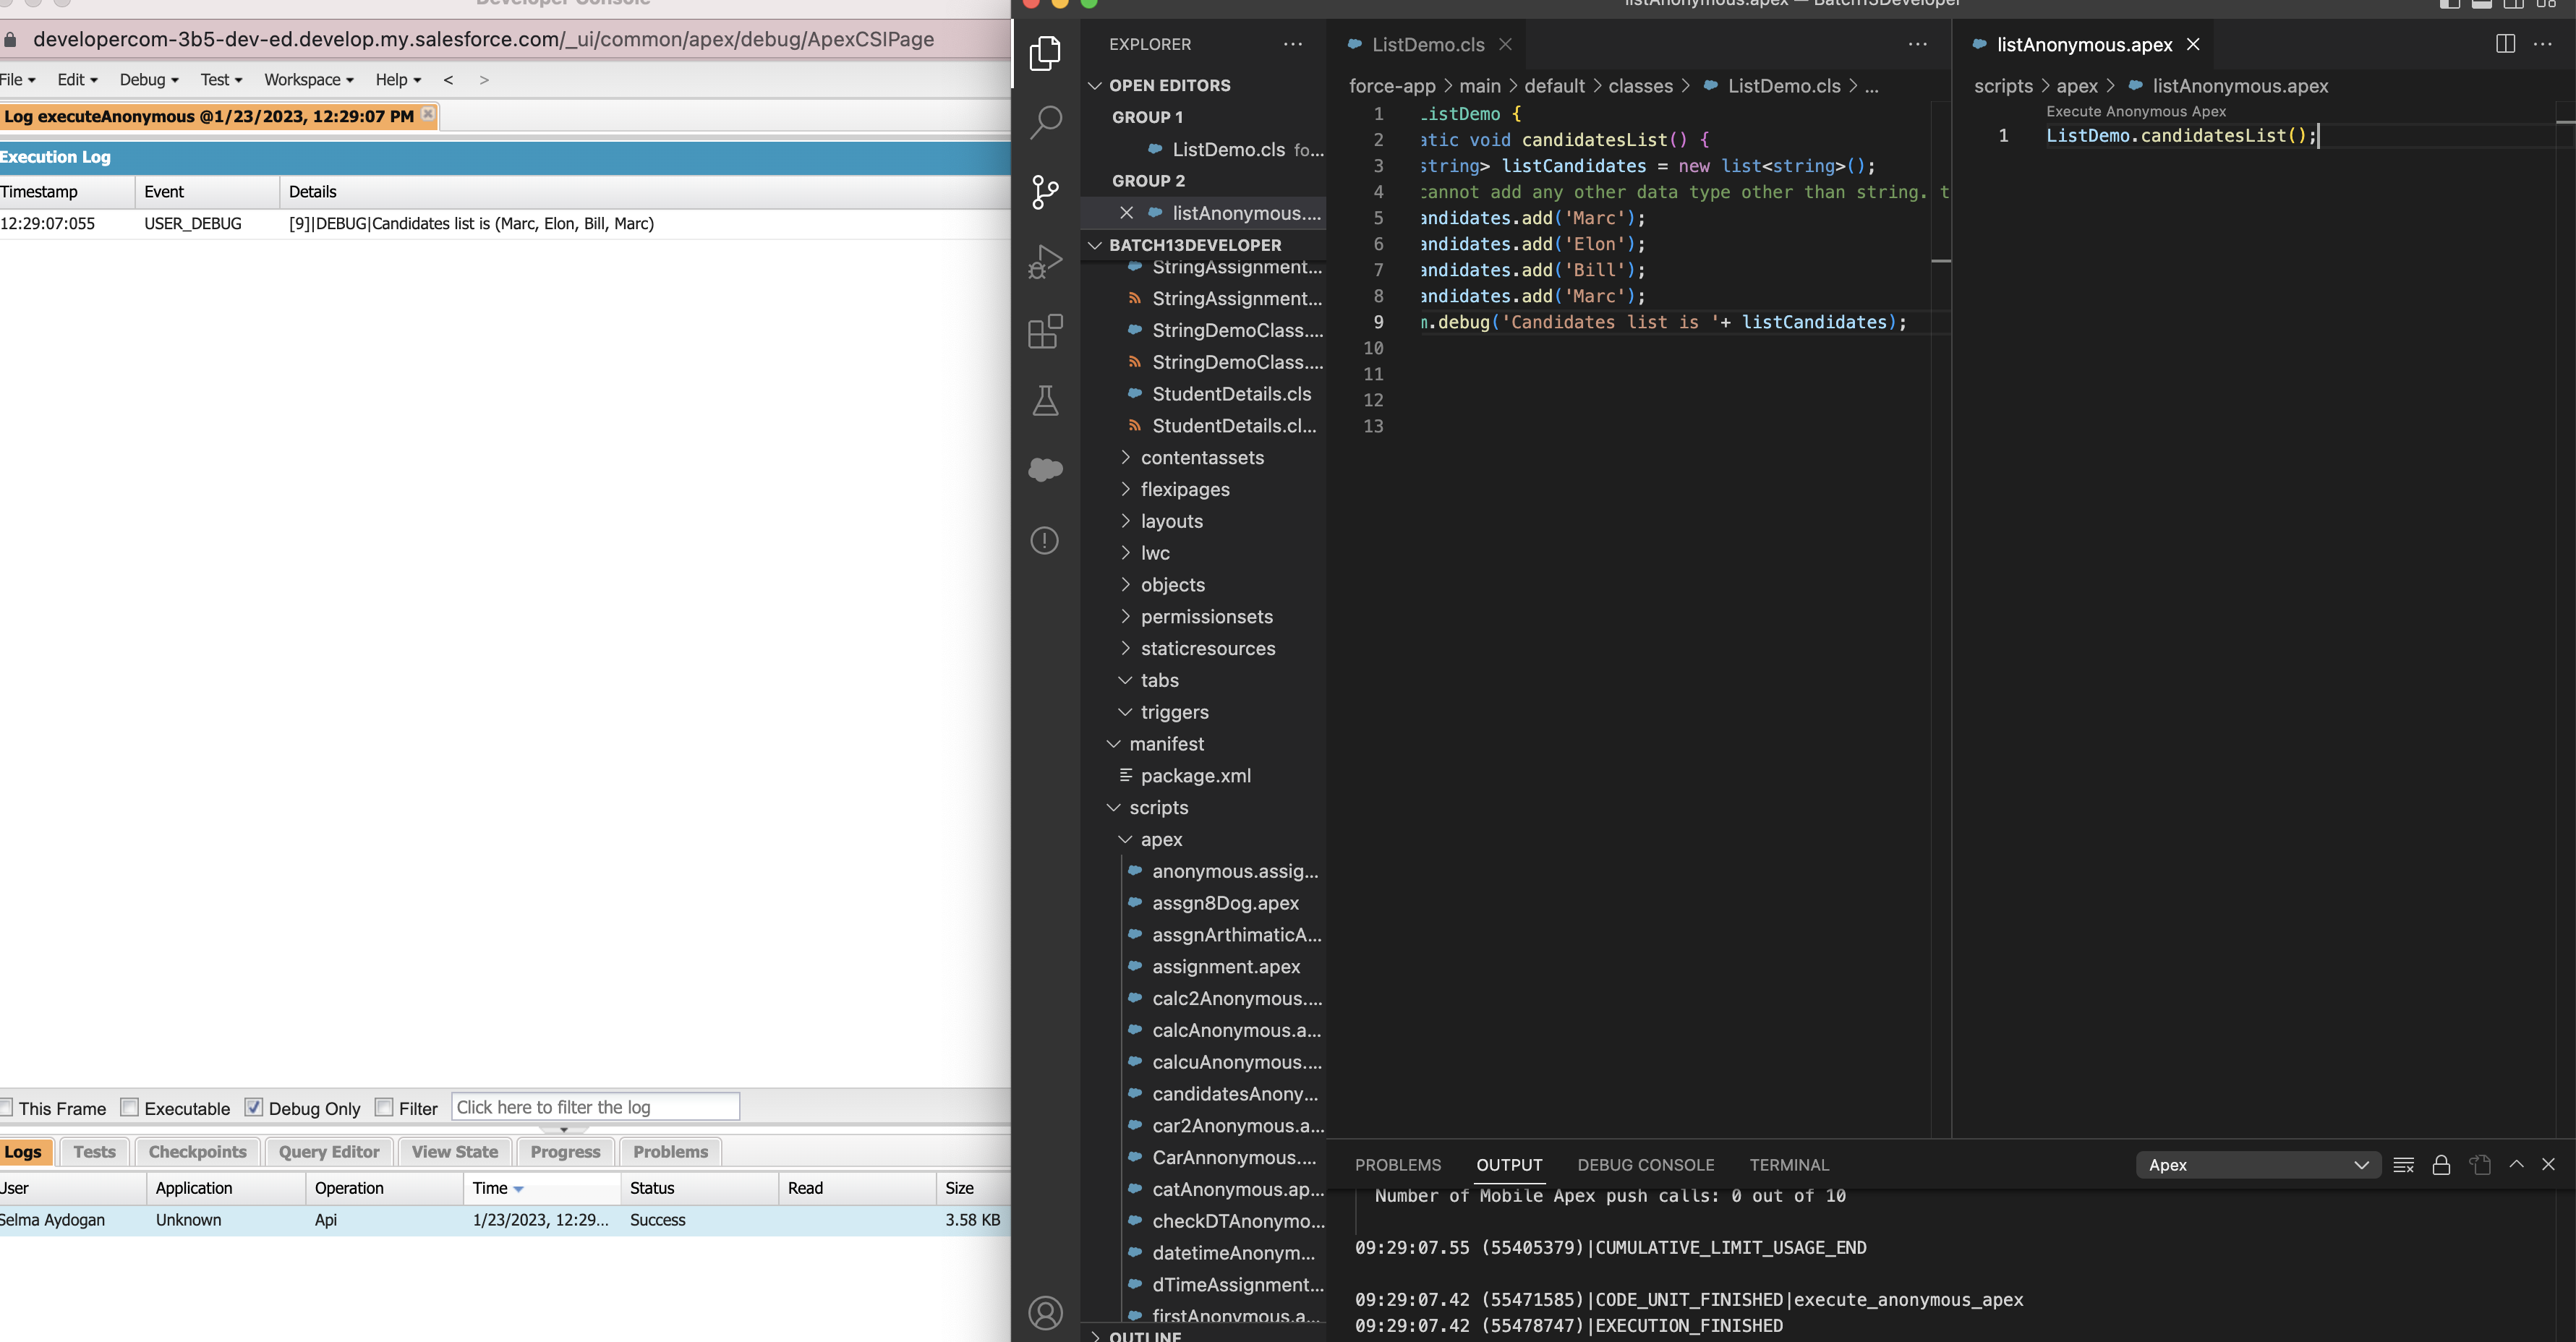 Developer Console
developercom-3b5-dev-ed.develop.my.salesforce.com/_ui/common/apex/debug/ApexCSIPage
File Edit Debug Test Workspace Help < >
Log executeAnonymous @1/23/2023, 12:29:07 PM
Execution Log
Timestamp Event Details
12:29:07:055 USER_DEBUG [9]|DEBUG|Candidates list is (Marc, Elon, Bill, Marc)
This Frame Executable Debug Only Filter Click here to filter the log
Logs Tests Checkpoints Query Editor View State Progress Problems
User Application Operation Time Status Read Size
Selma Aydogan Unknown Api 1/23/2023, 12:29... Success 3.58 KB
listAnonymous.apex — Batch13Developer
EXPLORER
OPEN EDITORS
GROUP 1
ListDemo.cls fo...
GROUP 2
listAnonymous....
BATCH13DEVELOPER
StringAssignment...
StringAssignment...
StringDemoClass....
StringDemoClass....
StudentDetails.cls
StudentDetails.cl...
contentassets
flexipages
layouts
lwc
objects
permissionsets
staticresources
tabs
triggers
manifest
package.xml
scripts
apex
anonymous.assig...
assgn8Dog.apex
assgnArthimaticA...
assignment.apex
calc2Anonymous....
calcAnonymous.a...
calcuAnonymous....
candidatesAnony...
car2Anonymous.a...
CarAnnonymous....
catAnonymous.ap...
checkDTAnonymo...
datetimeAnonym...
dTimeAssignment...
firstAnonymous.a...
OUTLINE
ListDemo.cls
force-app > main > default > classes > ListDemo.cls > ...
1 ListDemo {
2 atic void candidatesList() {
3 string> listCandidates = new list<string>();
4 cannot add any other data type other than string. t
5 andidates.add('Marc');
6 andidates.add('Elon');
7 andidates.add('Bill');
8 andidates.add('Marc');
9 m.debug('Candidates list is '+ listCandidates);
10
11
12
13
listAnonymous.apex
scripts > apex > listAnonymous.apex
Execute Anonymous Apex
1 ListDemo.candidatesList();
PROBLEMS OUTPUT DEBUG CONSOLE TERMINAL Apex
Number of Mobile Apex push calls: 0 out of 10
09:29:07.55 (55405379)|CUMULATIVE_LIMIT_USAGE_END
09:29:07.42 (55471585)|CODE_UNIT_FINISHED|execute_anonymous_apex
09:29:07.42 (55478747)|EXECUTION_FINISHED